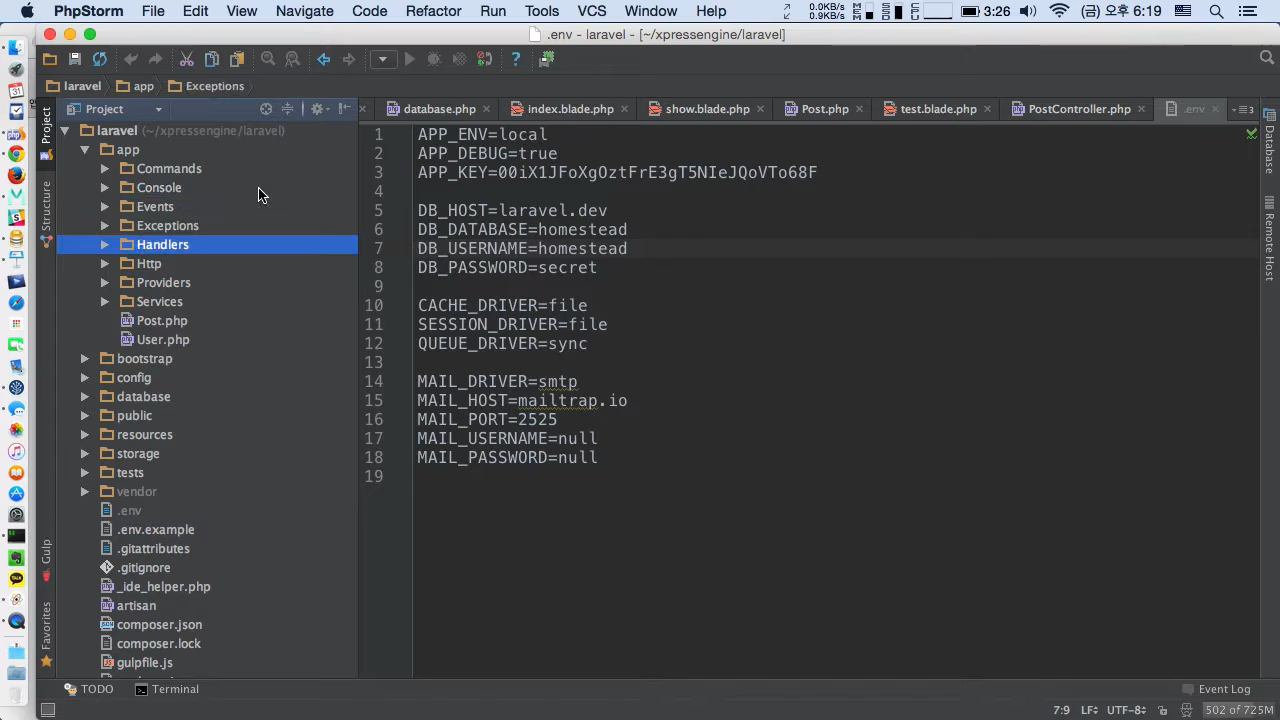 PhpStorm File Edit View Navigate Code Refactor Run Tools VCS Window Help 0.0KB/s 0.9KB/s 3:26 (금) 오후 6:19
.env - laravel - [~/xpressengine/laravel]
laravel app Exceptions
Project database.php index.blade.php show.blade.php Post.php test.blade.php PostController.php .env
laravel (~/xpressengine/laravel)
app
Commands
Console
Events
Exceptions
Handlers
Http
Providers
Services
Post.php
User.php
bootstrap
config
database
public
resources
storage
tests
vendor
.env
.env.example
.gitattributes
.gitignore
_ide_helper.php
artisan
composer.json
composer.lock
gulpfile.js
1 APP_ENV=local
2 APP_DEBUG=true
3 APP_KEY=00iX1JFoXgOztFrE3gT5NIeJQoVTo68F
4
5 DB_HOST=laravel.dev
6 DB_DATABASE=homestead
7 DB_USERNAME=homestead
8 DB_PASSWORD=secret
9
10 CACHE_DRIVER=file
11 SESSION_DRIVER=file
12 QUEUE_DRIVER=sync
13
14 MAIL_DRIVER=smtp
15 MAIL_HOST=mailtrap.io
16 MAIL_PORT=2525
17 MAIL_USERNAME=null
18 MAIL_PASSWORD=null
19
Project
Structure
Gulp
Favorites
Database
Remote Host
TODO Terminal Event Log
7:9 LF UTF-8 502 of 725M